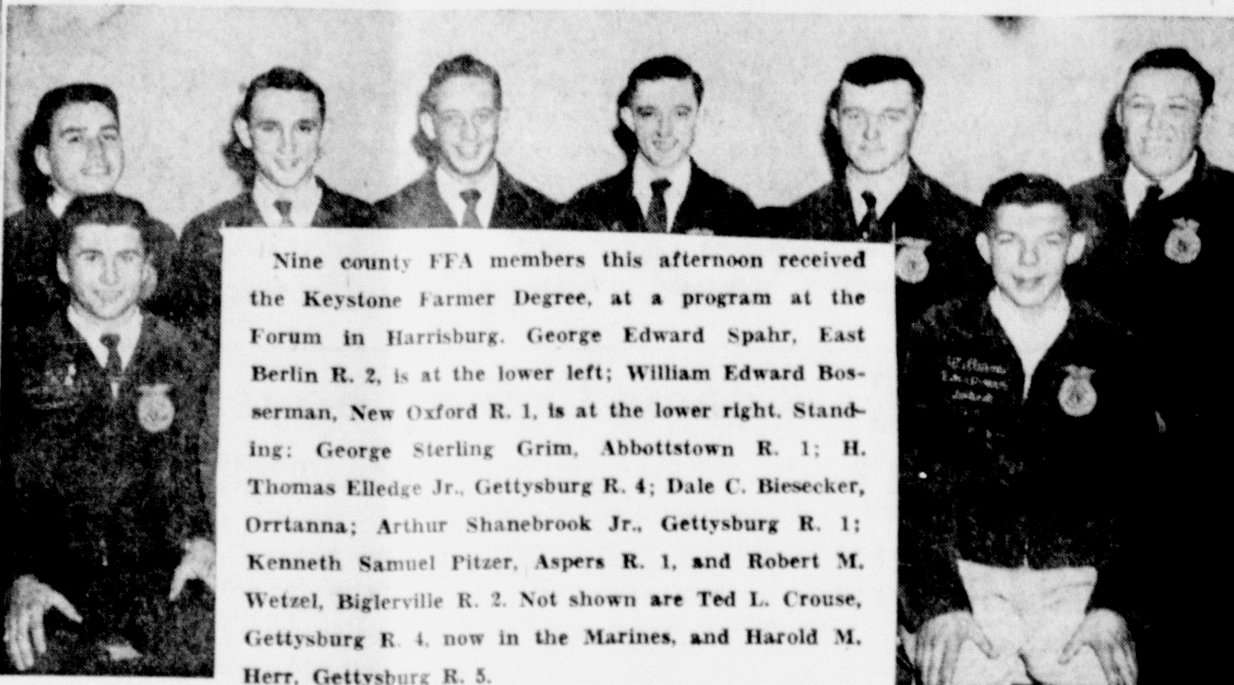 Nine county FFA members this afternoon received
the Keystone Farmer Degree, at a program at the
Forum in Harrisburg. George Edward Spahr, East
Berlin R. 2, is at the lower left; William Edward Bos-
serman, New Oxford R. 1, is at the lower right. Stand-
ing: George Sterling Grim, Abbottstown R. 1; H.
Thomas Elledge Jr., Gettysburg R. 4; Dale C. Biesecker,
Orrtanna; Arthur Shanebrook Jr., Gettysburg R. 1;
Kenneth Samuel Pitzer, Aspers R. 1, and Robert M.
Wetzel, Biglerville R. 2. Not shown are Ted L. Crouse,
Gettysburg R. 4, now in the Marines, and Harold M.
Herr, Gettysburg R. 5.